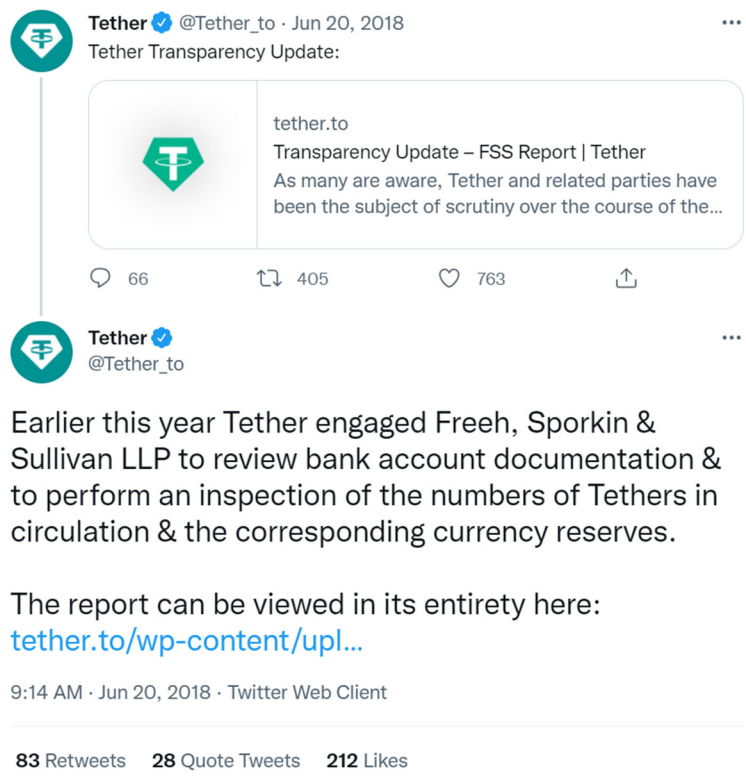 Tether @Tether_to · Jun 20, 2018
Tether Transparency Update:
tether.to
Transparency Update – FSS Report | Tether
As many are aware, Tether and related parties have
been the subject of scrutiny over the course of the...
66 405 763
Tether
@Tether_to
Earlier this year Tether engaged Freeh, Sporkin &
Sullivan LLP to review bank account documentation &
to perform an inspection of the numbers of Tethers in
circulation & the corresponding currency reserves.
The report can be viewed in its entirety here:
tether.to/wp-content/upl...
9:14 AM · Jun 20, 2018 · Twitter Web Client
83 Retweets 28 Quote Tweets 212 Likes